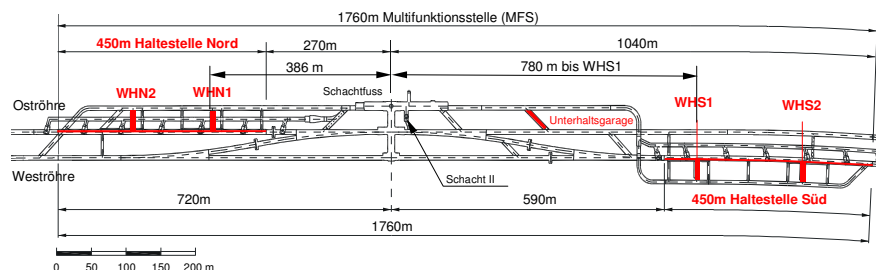 1760m Multifunktionsstelle (MFS)
450m Haltestelle Nord
270m
1040m
386 m
780 m bis WHS1
WHN2
WHN1
Schachtfuss
WHS1
WHS2
Oströhre
Unterhaltsgarage
Weströhre
Schacht II
720m
590m
450m Haltestelle Süd
1760m
0 50 100 150 200 m